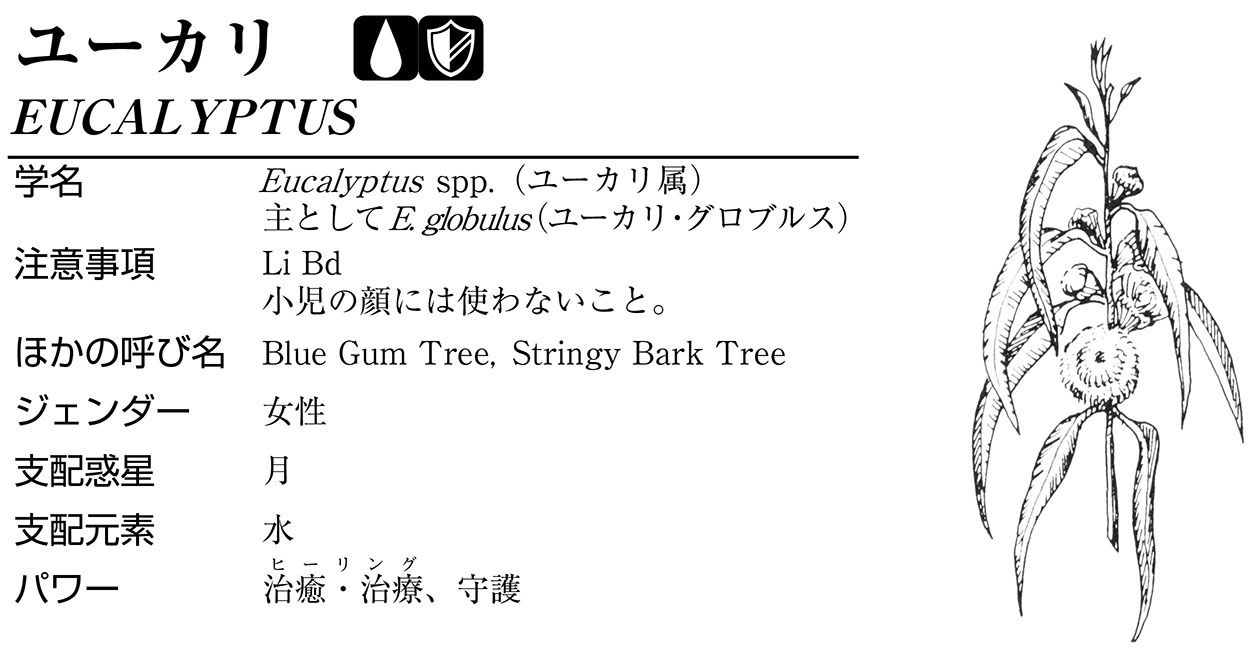 ユーカリ
EUCALYPTUS
学名 Eucalyptus spp.（ユーカリ属）
主としてE. globulus（ユーカリ・グロブルス）
注意事項 Li Bd
小児の顔には使わないこと。
ほかの呼び名 Blue Gum Tree, Stringy Bark Tree
ジェンダー 女性
支配惑星 月
支配元素 水
ヒーリング
パワー 治癒・治療、守護